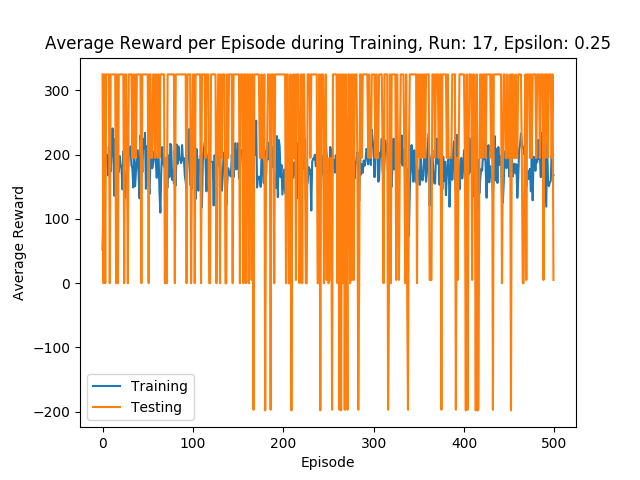 Average Reward per Episode during Training, Run: 17, Epsilon: 0.25
300
200
100
0
−100
−200
Average Reward
Training
Testing
0 100 200 300 400 500
Episode